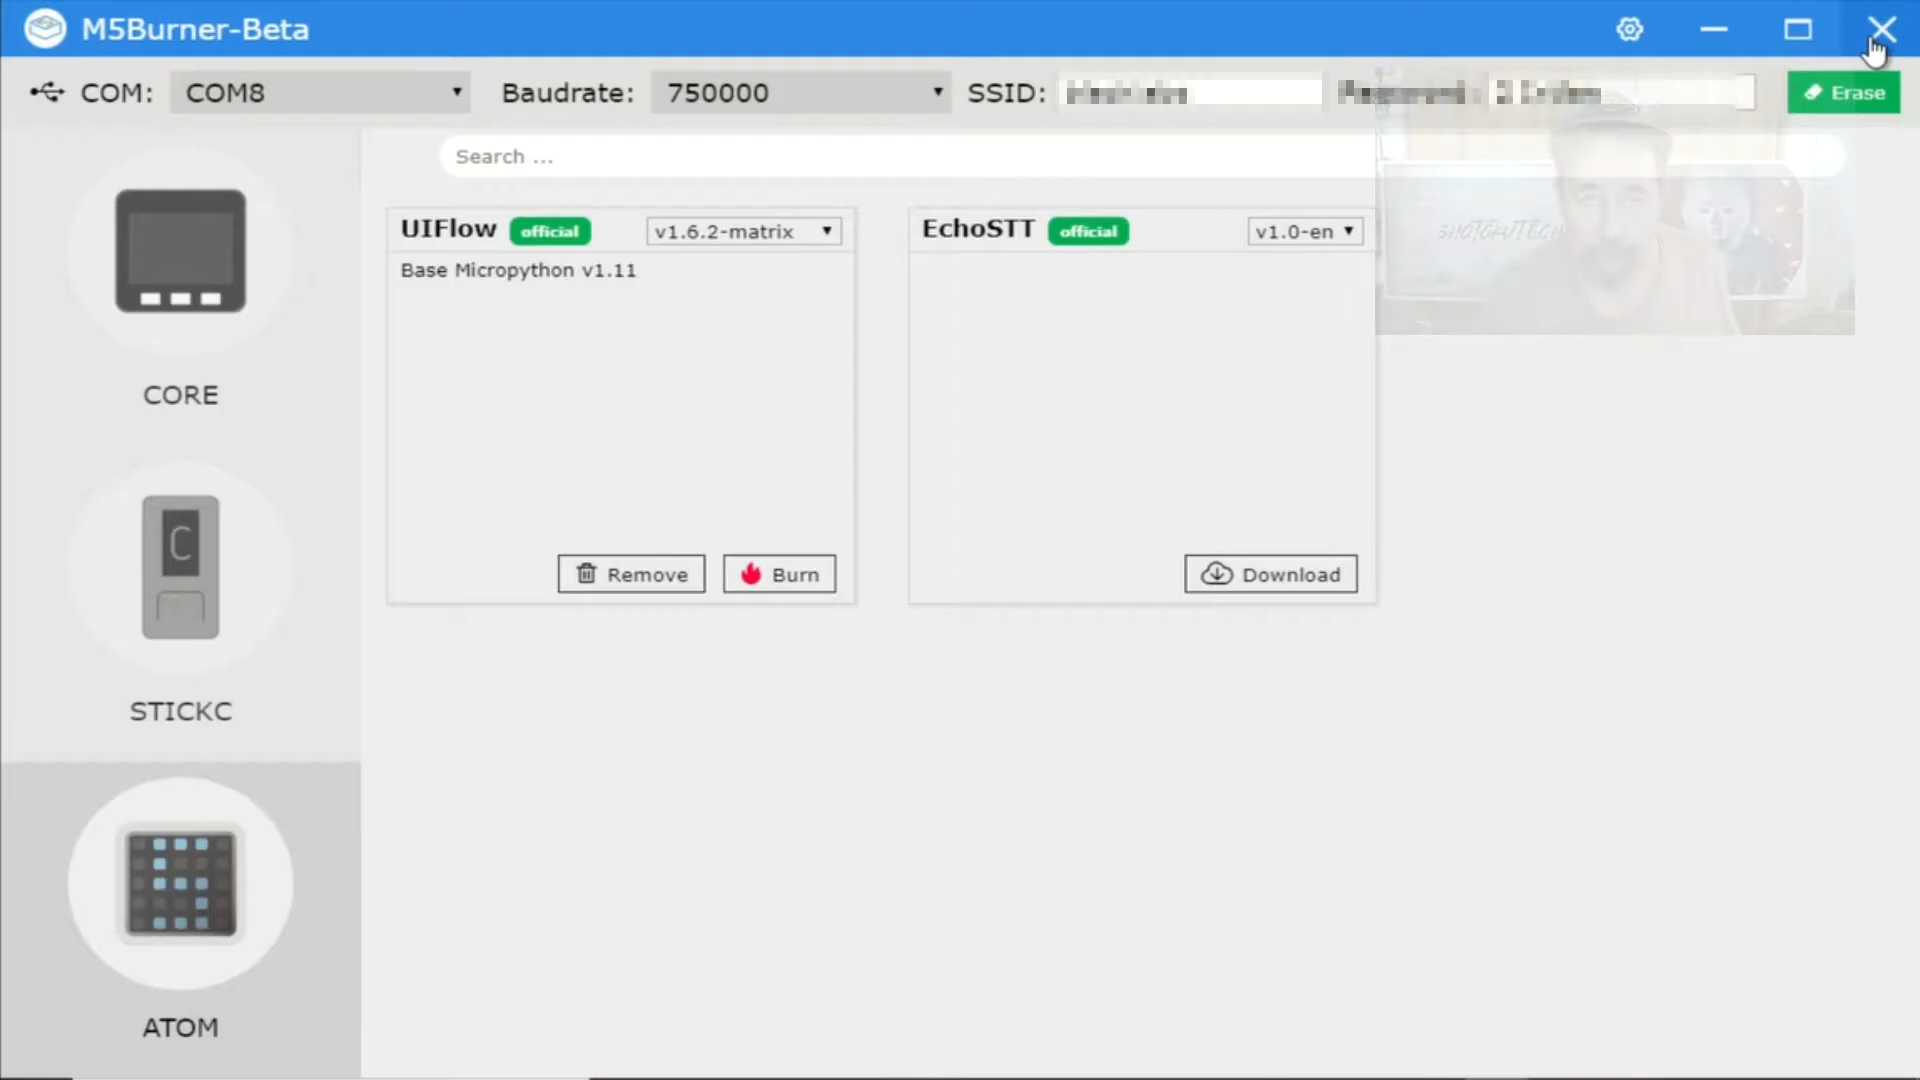 M5Burner-Beta
COM: COM8 Baudrate: 750000 SSID: Erase
Search ...
UIFlow official v1.6.2-matrix
Base Micropython v1.11
Remove Burn
EchoSTT official v1.0-en
Download
SHOTGUTECH
CORE
STICKC
ATOM